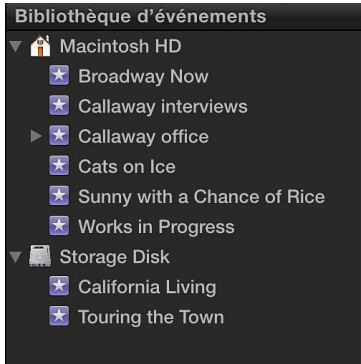 Bibliothèque d'événements
Macintosh HD
Broadway Now
Callaway interviews
Callaway office
Cats on Ice
Sunny with a Chance of Rice
Works in Progress
Storage Disk
California Living
Touring the Town